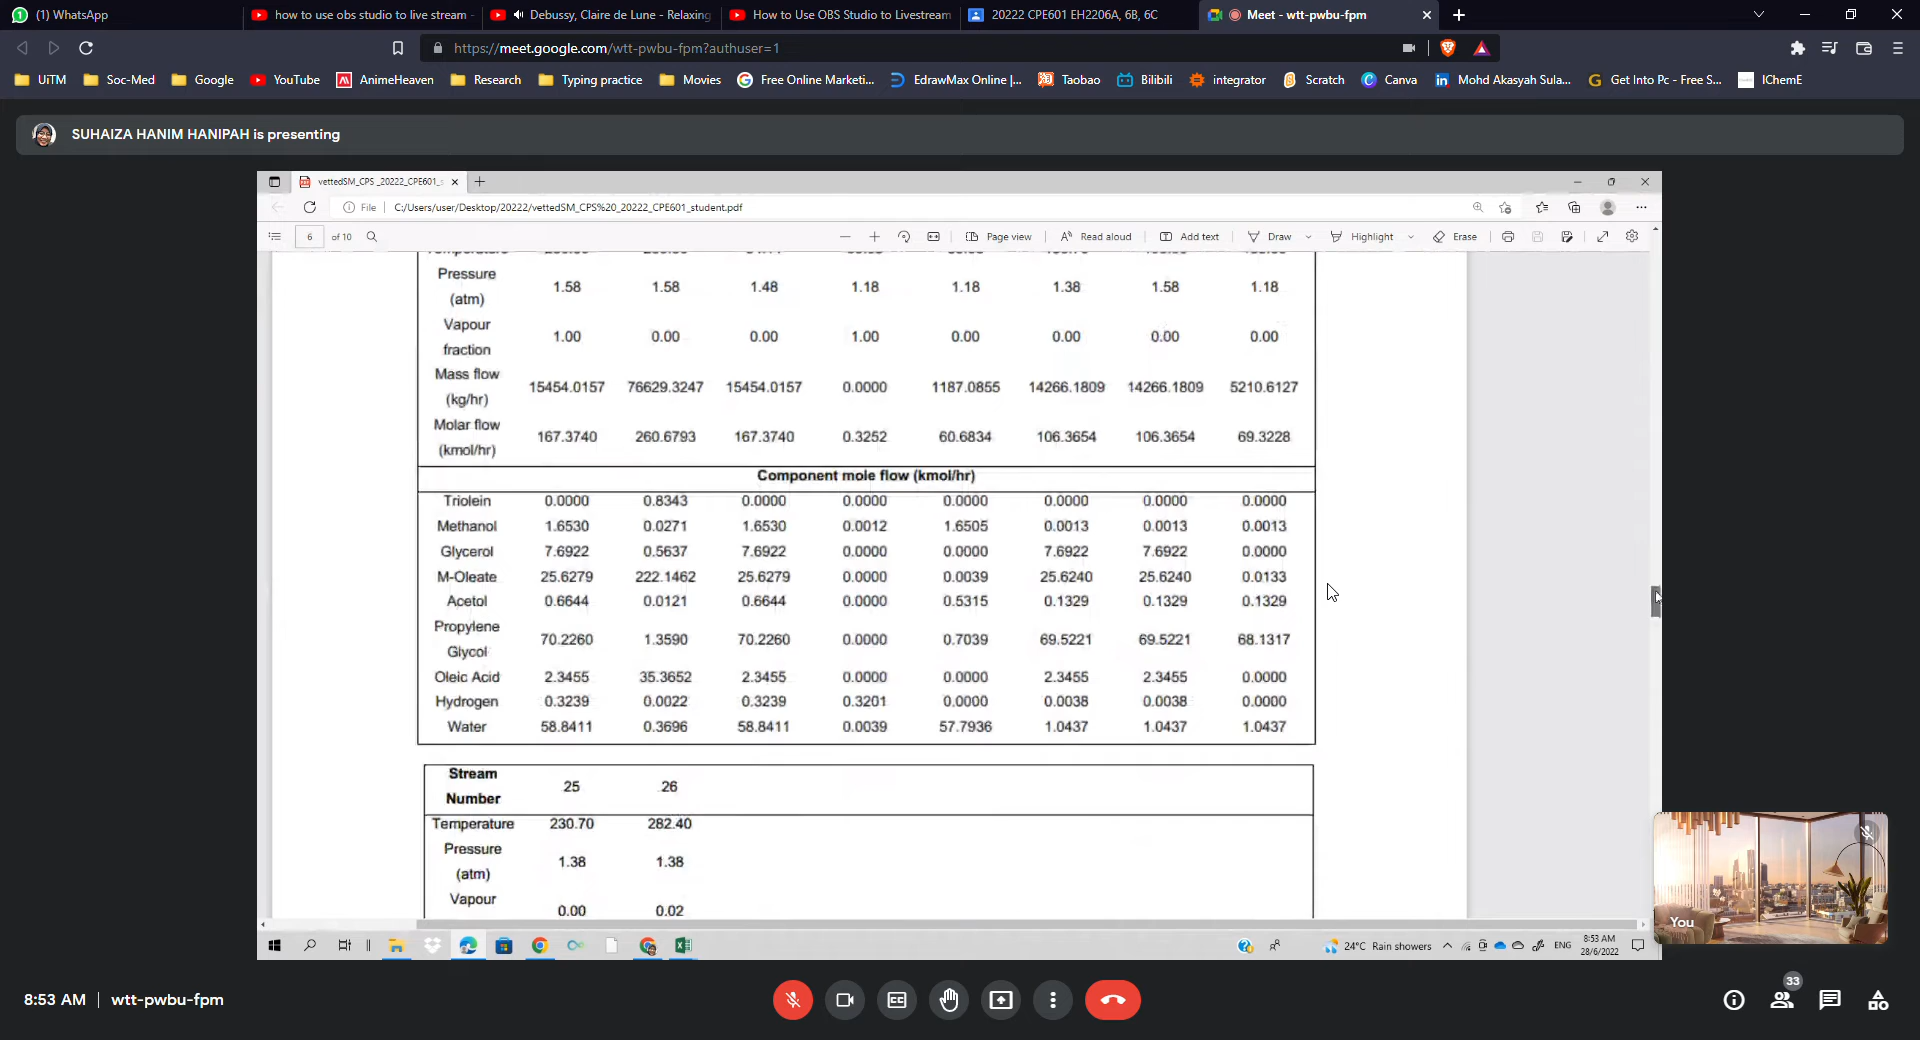 (1) WhatsApp
how to use obs studio to live stream -
Debussy, Claire de Lune - Relaxing
How to Use OBS Studio to Livestream
20222 CPE601 EH2206A, 6B, 6C
Meet - wtt-pwbu-fpm
https://meet.google.com/wtt-pwbu-fpm?authuser=1
UiTM Soc-Med Google YouTube AnimeHeaven Research Typing practice Movies Free Online Marketi... EdrawMax Online |... Taobao Bilibili integrator Scratch Canva Mohd Akasyah Sula... Get Into Pc - Free S... IChemE
SUHAIZA HANIM HANIPAH is presenting
vettedSM_CPS _20222_CPE601_s
File C:/Users/user/Desktop/20222/vettedSM_CPS%20_20222_CPE601_student.pdf
6 of 10 Page view Read aloud Add text Draw Highlight Erase
Pressure (atm) 1.58 1.58 1.48 1.18 1.18 1.38 1.58 1.18
Vapour fraction 1.00 0.00 0.00 1.00 0.00 0.00 0.00 0.00
Mass flow (kg/hr) 15454.0157 76629.3247 15454.0157 0.0000 1187.0855 14266.1809 14266.1809 5210.6127
Molar flow (kmol/hr) 167.3740 260.6793 167.3740 0.3252 60.6834 106.3654 106.3654 69.3228
Component mole flow (kmol/hr)
Triolein 0.0000 0.8343 0.0000 0.0000 0.0000 0.0000 0.0000 0.0000
Methanol 1.6530 0.0271 1.6530 0.0012 1.6505 0.0013 0.0013 0.0013
Glycerol 7.6922 0.5637 7.6922 0.0000 0.0000 7.6922 7.6922 0.0000
M-Oleate 25.6279 222.1462 25.6279 0.0000 0.0039 25.6240 25.6240 0.0133
Acetol 0.6644 0.0121 0.6644 0.0000 0.5315 0.1329 0.1329 0.1329
Propylene Glycol 70.2260 1.3590 70.2260 0.0000 0.7039 69.5221 69.5221 68.1317
Oleic Acid 2.3455 35.3652 2.3455 0.0000 0.0000 2.3455 2.3455 0.0000
Hydrogen 0.3239 0.0022 0.3239 0.3201 0.0000 0.0038 0.0038 0.0000
Water 58.8411 0.3696 58.8411 0.0039 57.7936 1.0437 1.0437 1.0437
Stream Number 25 26
Temperature 230.70 282.40
Pressure (atm) 1.38 1.38
Vapour 0.00 0.02
You
24°C Rain showers ENG 8:53 AM
28/6/2022
8:53 AM | wtt-pwbu-fpm
33